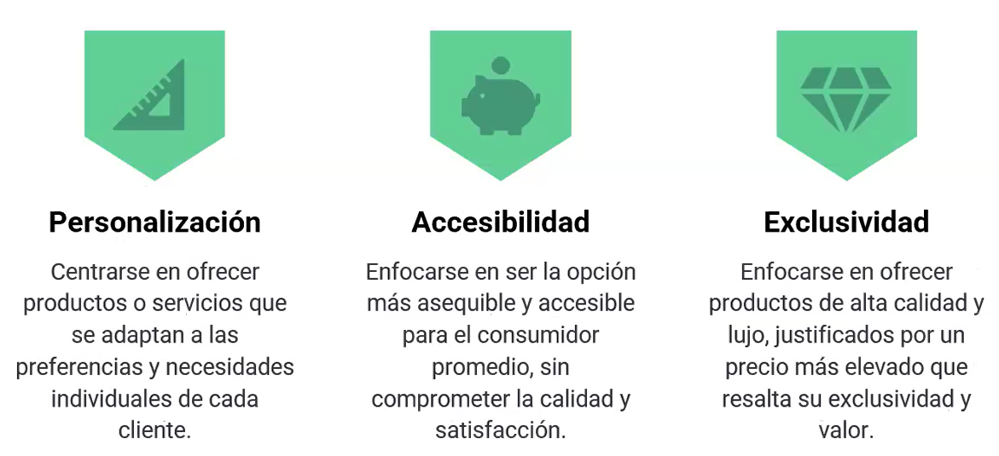 Personalización
Centrarse en ofrecer
productos o servicios que
se adaptan a las
preferencias y necesidades
individuales de cada
cliente.
Accesibilidad
Enfocarse en ser la opción
más asequible y accesible
para el consumidor
promedio, sin
comprometer la calidad y
satisfacción.
Exclusividad
Enfocarse en ofrecer
productos de alta calidad y
lujo, justificados por un
precio más elevado que
resalta su exclusividad y
valor.